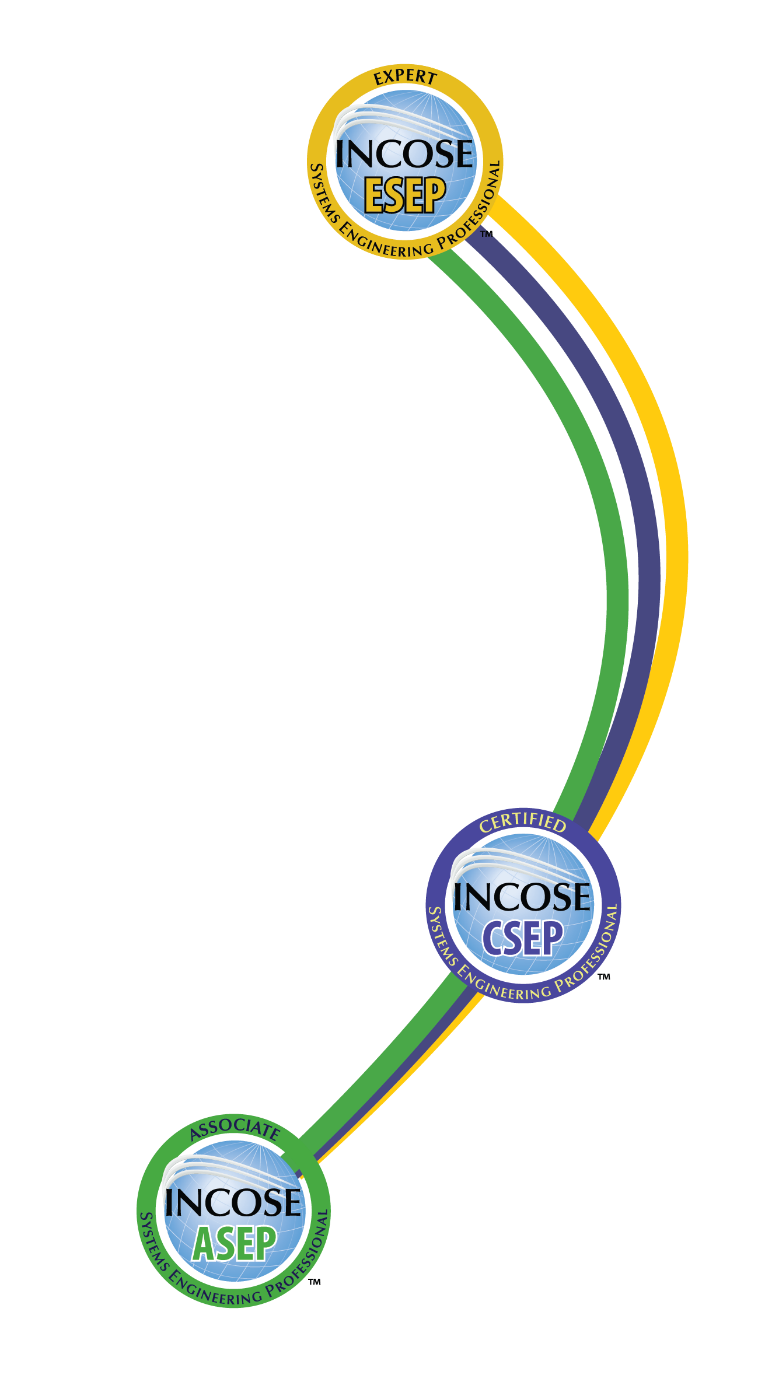 EXPERT
INCOSE
ESEP
SYSTEMS ENGINEERING PROFESSIONAL
TM
CERTIFIED
INCOSE
CSEP
SYSTEMS ENGINEERING PROFESSIONAL
TM
ASSOCIATE
INCOSE
ASEP
SYSTEMS ENGINEERING PROFESSIONAL
TM